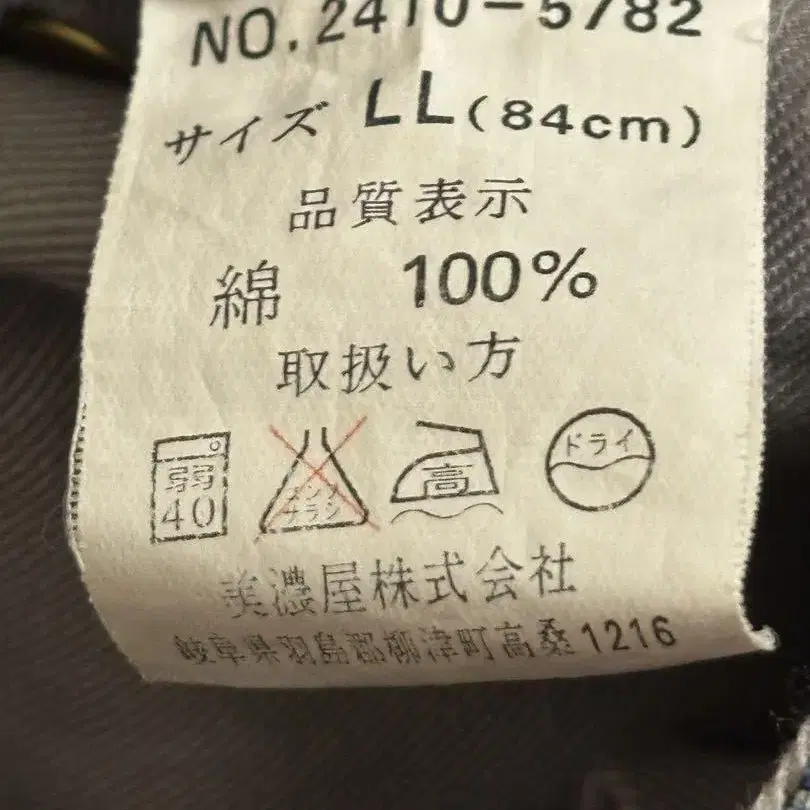 NO.2410-5782
サイズ LL(84cm)
品質表示
綿 100%
取扱い方
弱 40 エンソ サラシ 高 ドライ
美濃屋株式会社
岐阜県羽島郡柳津町高桑1216